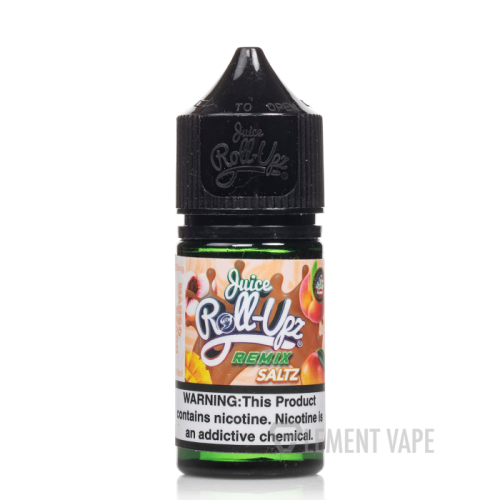 TO OPEN
Juice
Roll-Upz®
Juice
Roll-Upz®
REMIX
SALTZ
WARNING:This Product
contains nicotine. Nicotine is
an addictive chemical.
LEMENT VAPE